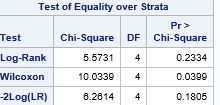 Test of Equality over Strata
Pr >
Test Chi-Square DF Chi-Square
Log-Rank 5.5731 4 0.2334
Wilcoxon 10.0339 4 0.0399
-2Log(LR) 6.2614 4 0.1805